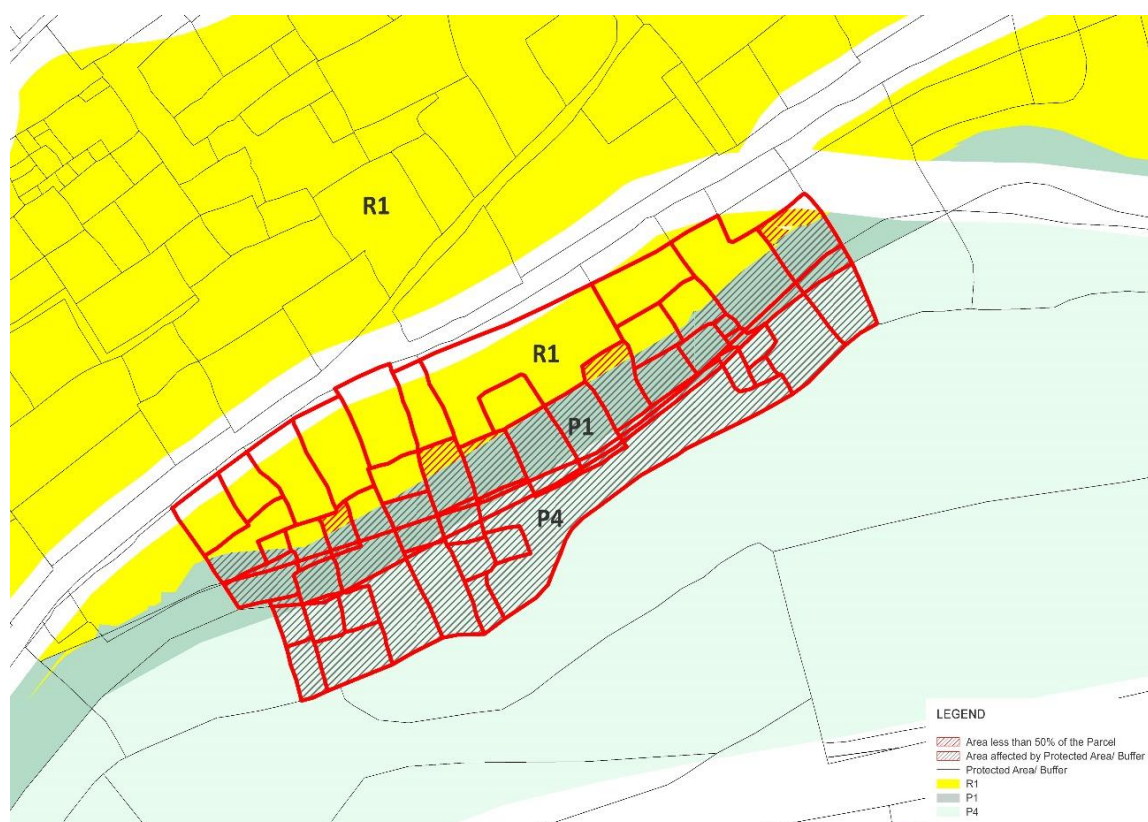 R1
R1
P1
P4
LEGEND
Area less than 50% of the Parcel
Area affected by Protected Area/ Buffer
Protected Area/ Buffer
R1
P1
P4